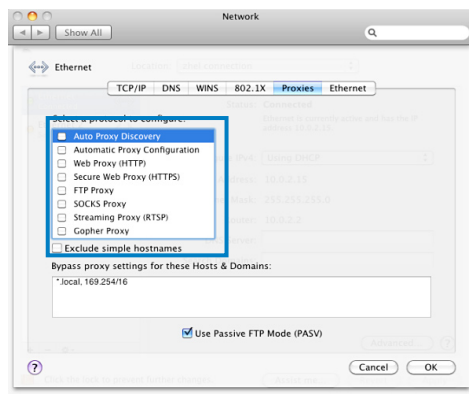 Network
Show All
Ethernet
TCP/IP DNS WINS 802.1X Proxies Ethernet
Select a protocol to configure:
Auto Proxy Discovery
Automatic Proxy Configuration
Web Proxy (HTTP)
Secure Web Proxy (HTTPS)
FTP Proxy
SOCKS Proxy
Streaming Proxy (RTSP)
Gopher Proxy
Exclude simple hostnames
Bypass proxy settings for these Hosts & Domains:
*.local, 169.254/16
Use Passive FTP Mode (PASV)
Advanced...
?
Cancel OK